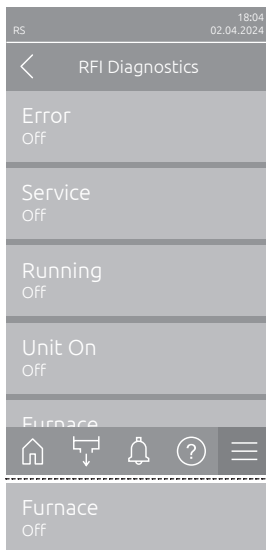 18:04
RS 02.04.2024
RFI Diagnostics
Error
Off
Service
Off
Running
Off
Unit On
Off
Furnace
?
Furnace
Off